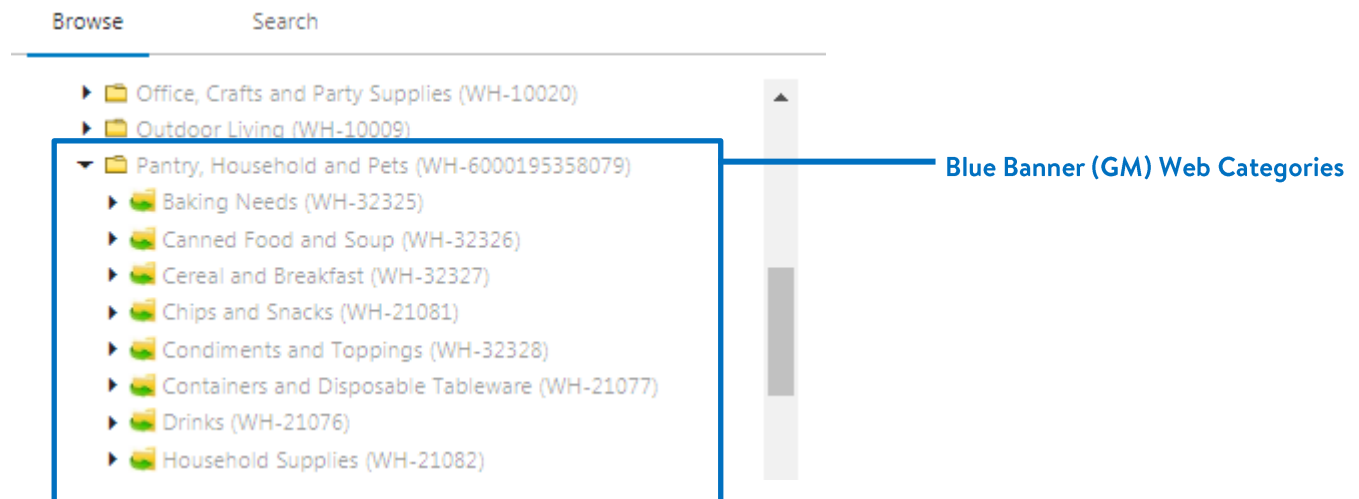 Browse
Search
Office, Crafts and Party Supplies (WH-10020)
Outdoor Living (WH-10009)
Pantry, Household and Pets (WH-6000195358079)
Blue Banner (GM) Web Categories
Baking Needs (WH-32325)
Canned Food and Soup (WH-32326)
Cereal and Breakfast (WH-32327)
Chips and Snacks (WH-21081)
Condiments and Toppings (WH-32328)
Containers and Disposable Tableware (WH-21077)
Drinks (WH-21076)
Household Supplies (WH-21082)